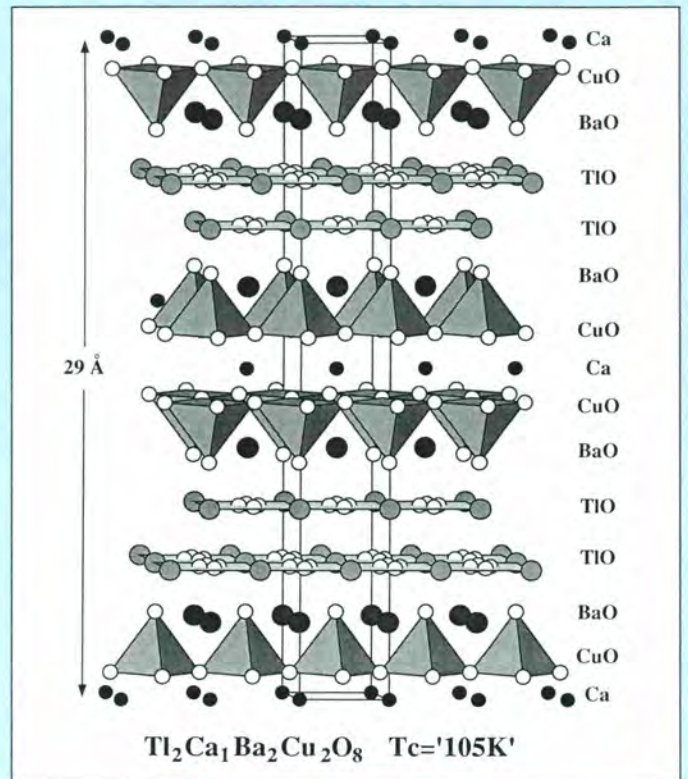 Ca
CuO
BaO
TlO
TlO
BaO
CuO
29 Å
Ca
CuO
BaO
TlO
TlO
BaO
CuO
Ca
Tl₂Ca₁Ba₂Cu₂O₈ Tc='105K'